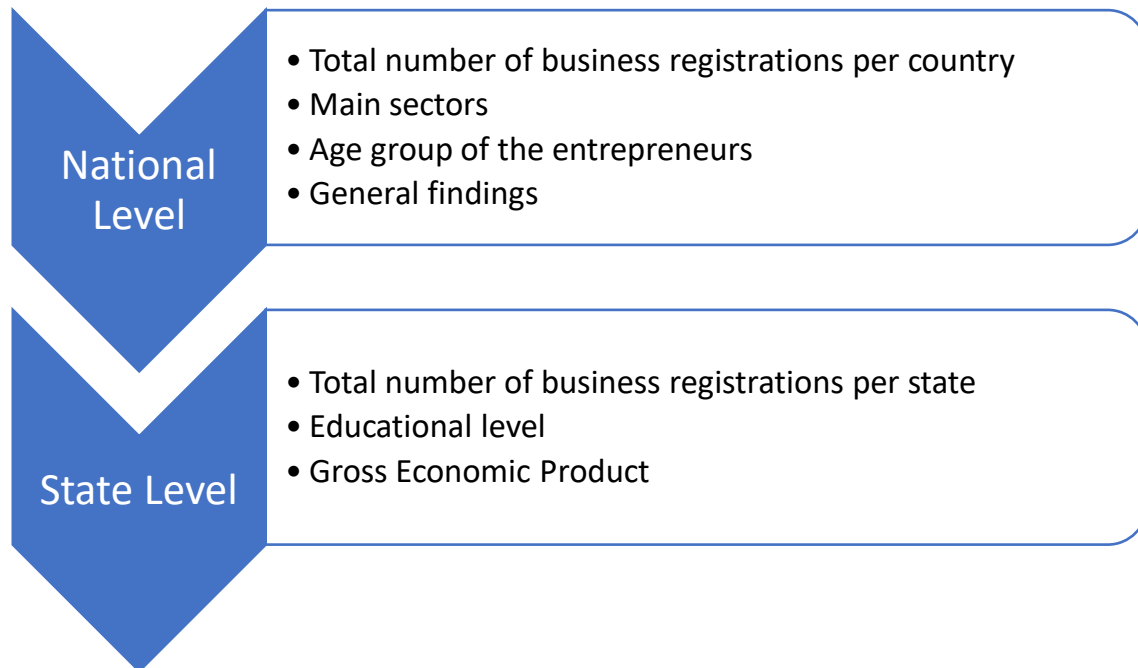 National
Level
• Total number of business registrations per country
• Main sectors
• Age group of the entrepreneurs
• General findings
State Level
• Total number of business registrations per state
• Educational level
• Gross Economic Product